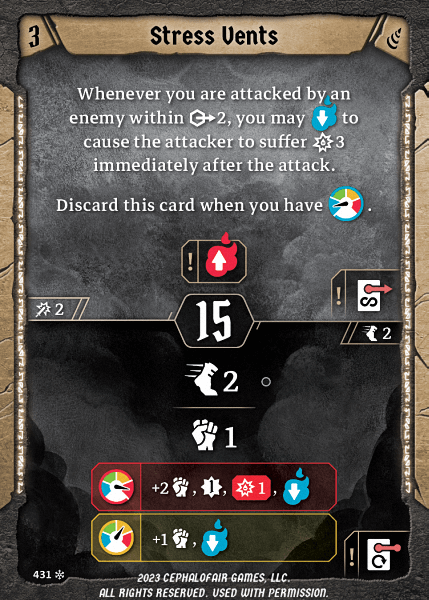 3
Stress Vents
Whenever you are attacked by an
enemy within 2, you may to
cause the attacker to suffer 3
immediately after the attack.
Discard this card when you have .
!
!
2
15
2
2
1
+2 , , 1 ,
+1 ,
!
431
2023 CEPHALOFAIR GAMES, LLC.
ALL RIGHTS RESERVED. USED WITH PERMISSION.